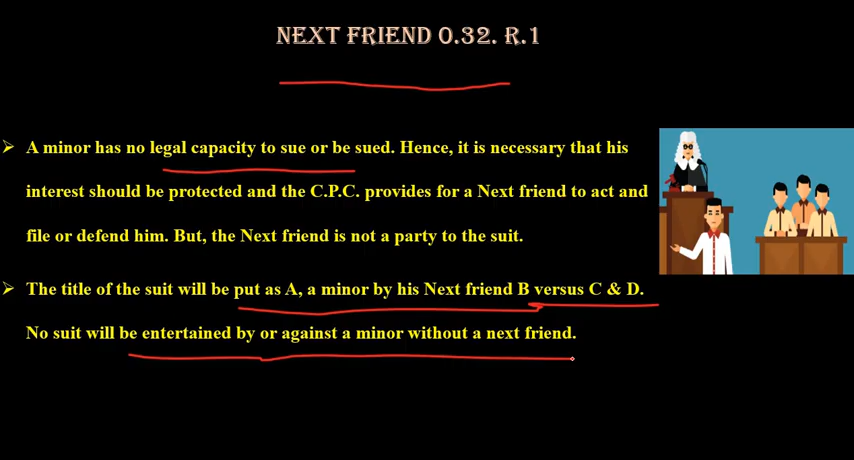 NEXT FRIEND O.32. R.1
➢ A minor has no legal capacity to sue or be sued. Hence, it is necessary that his
interest should be protected and the C.P.C. provides for a Next friend to act and
file or defend him. But, the Next friend is not a party to the suit.
➢ The title of the suit will be put as A, a minor by his Next friend B versus C & D.
No suit will be entertained by or against a minor without a next friend.